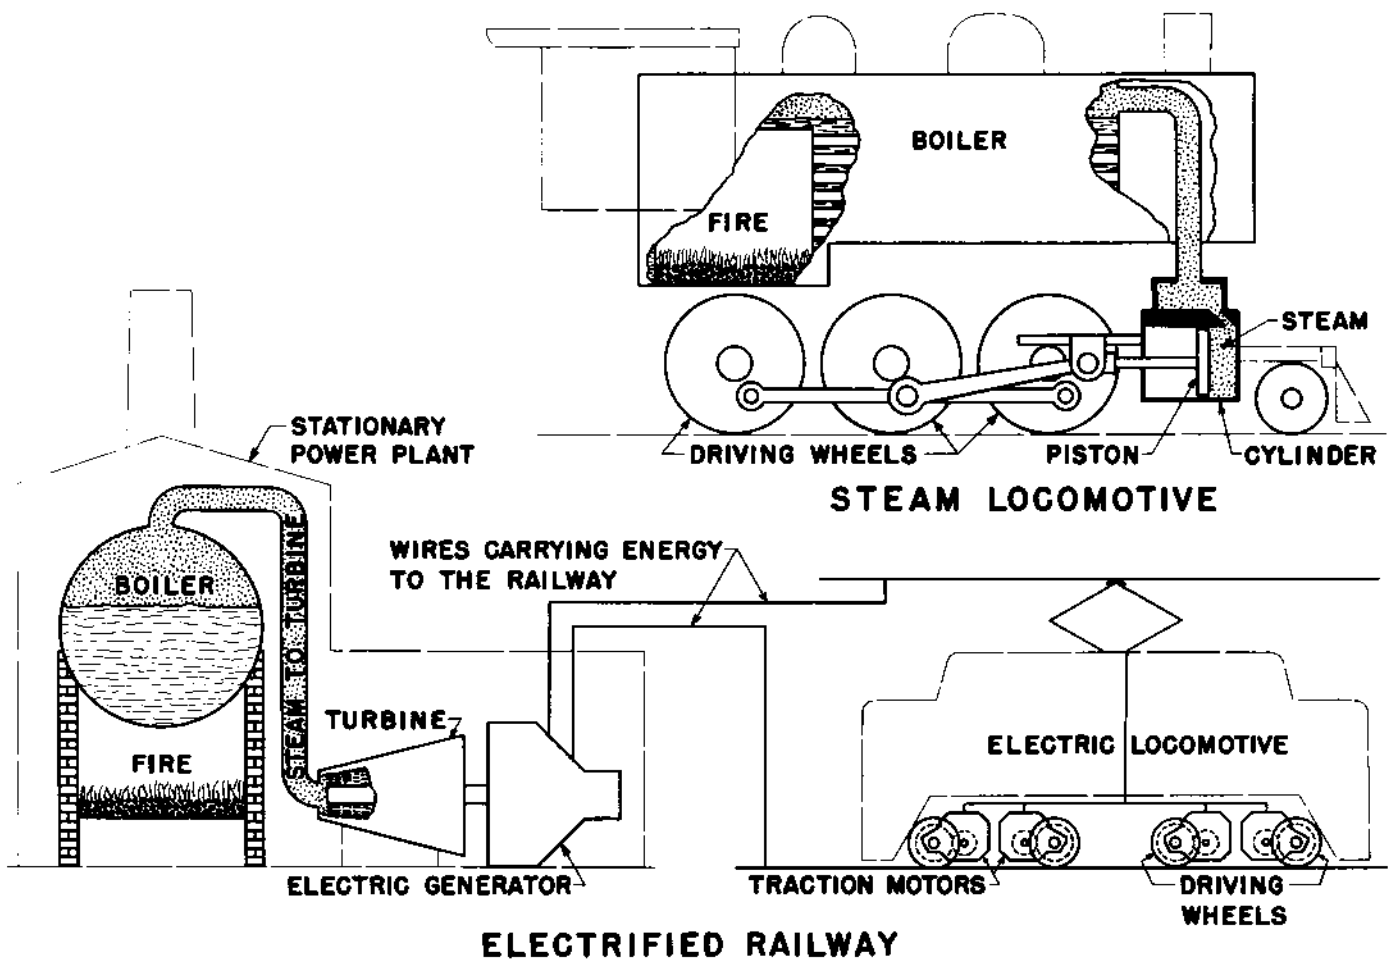 BOILER
FIRE
STEAM
DRIVING WHEELS
PISTON
CYLINDER
STEAM LOCOMOTIVE
STATIONARY
POWER PLANT
WIRES CARRYING ENERGY
TO THE RAILWAY
BOILER
STEAM TO TURBINE
TURBINE
FIRE
ELECTRIC LOCOMOTIVE
ELECTRIC GENERATOR
TRACTION MOTORS
DRIVING
WHEELS
ELECTRIFIED RAILWAY